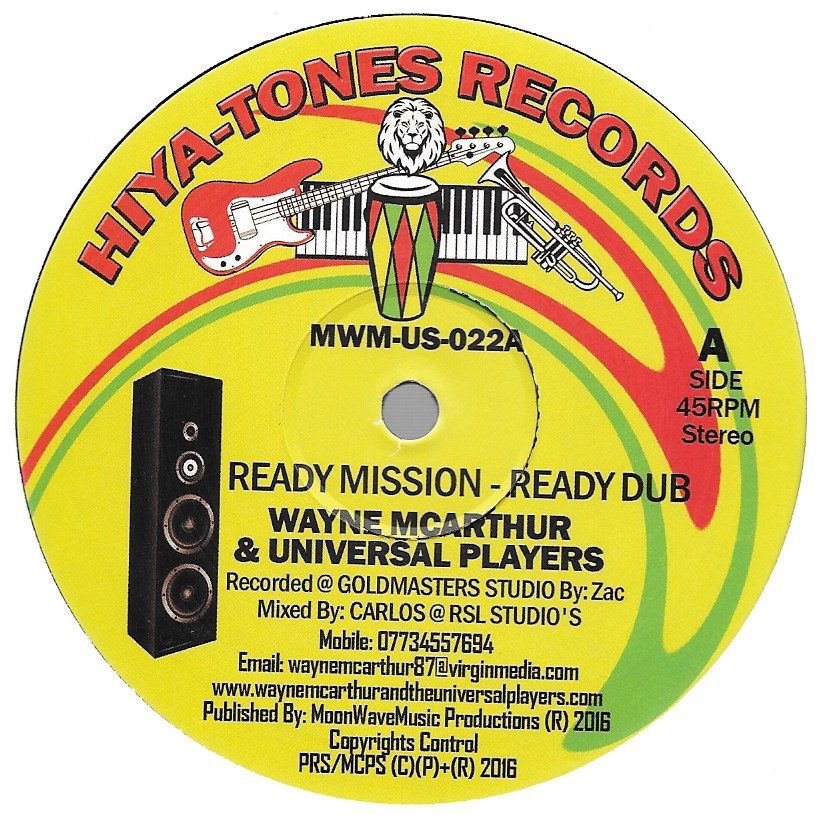 HIYA-TONES RECORDS
MWM-US-022A
A
SIDE
45RPM
Stereo
READY MISSION - READY DUB
WAYNE MCARTHUR
& UNIVERSAL PLAYERS
Recorded @ GOLDMASTERS STUDIO By: Zac
Mixed By: CARLOS @ RSL STUDIO'S
Mobile: 07734557694
Email: waynemcarthur87@virginmedia.com
www.waynemcarthurandtheuniversalplayers.com
Published By: MoonWaveMusic Productions (R) 2016
Copyrights Control
PRS/MCPS (C)(P)+(R) 2016